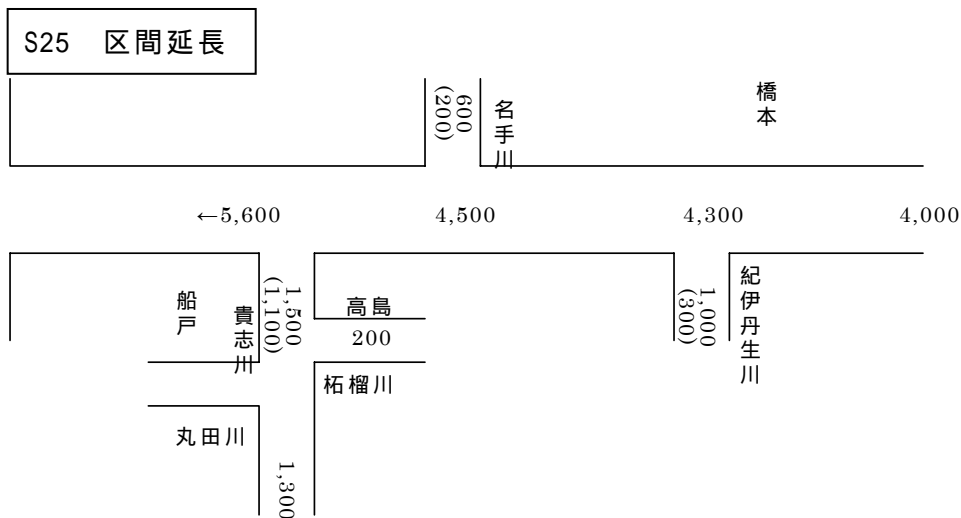 S25 区間延長
600
(200)
名手川
橋本
←5,600 4,500 4,300 4,000
船戸
貴志川
1,500
(1,100)
高島
200
1,000
(300)
紀伊丹生川
柘榴川
丸田川
1,300